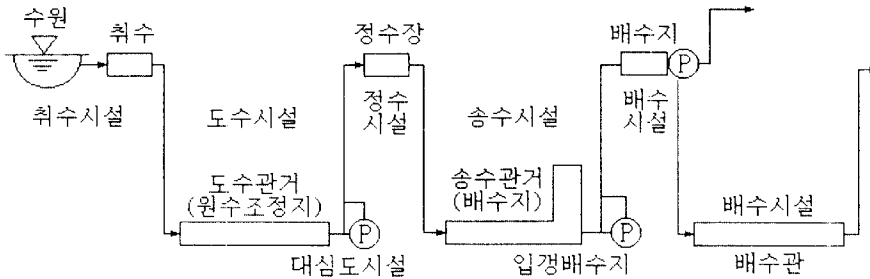 수원
취수
정수장
배수지
P
취수시설
도수시설
정수
시설
송수시설
배수
시설
도수관거
(원수조정지)
송수관거
(배수지)
배수시설
P
P
대심도시설
입갱배수지
배수관